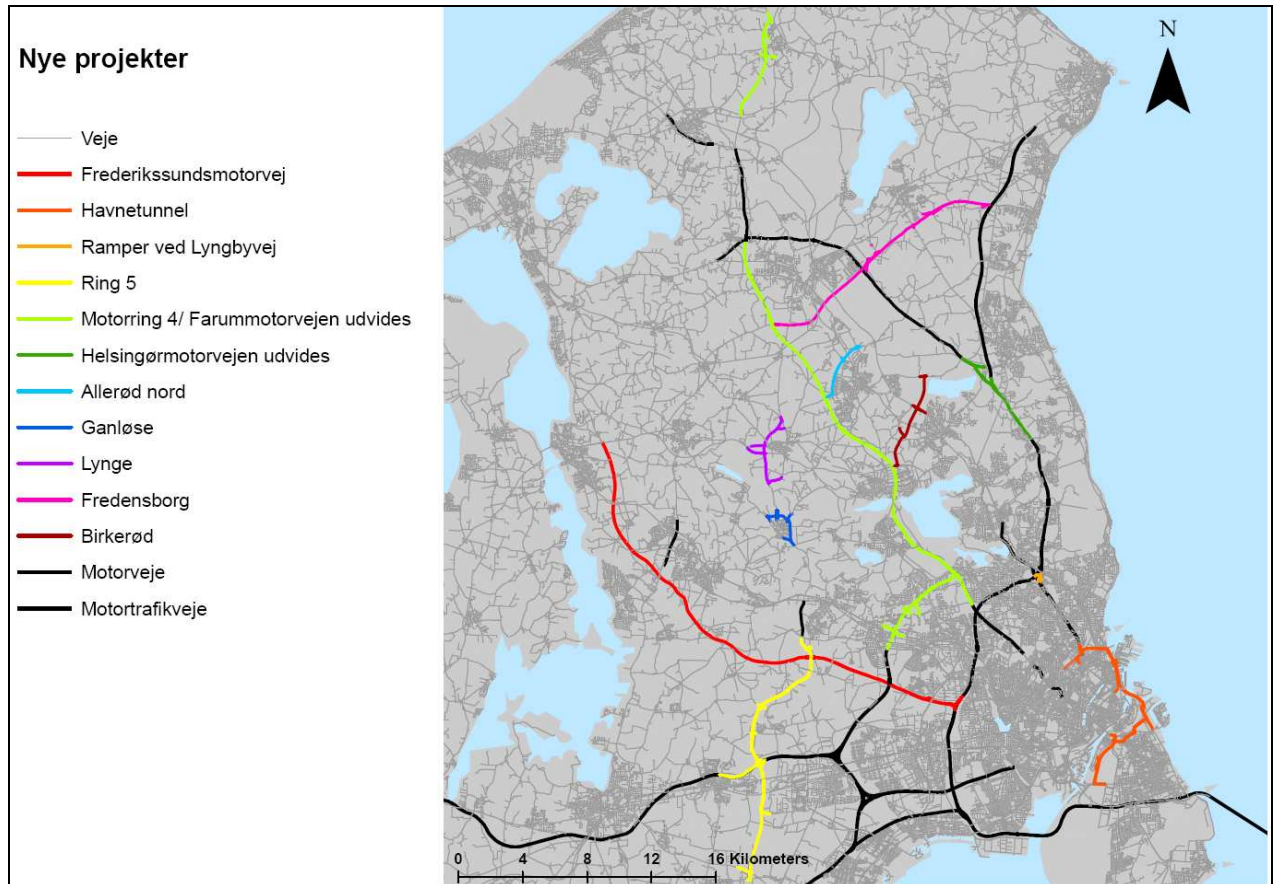 Nye projekter
N
Veje
Frederikssundsmotorvej
Havnetunnel
Ramper ved Lyngbyvej
Ring 5
Motorring 4/ Farummotorvejen udvides
Helsingørmotorvejen udvides
Allerød nord
Ganløse
Lynge
Fredensborg
Birkerød
Motorveje
Motortrafikveje
0 4 8 12 16 Kilometers